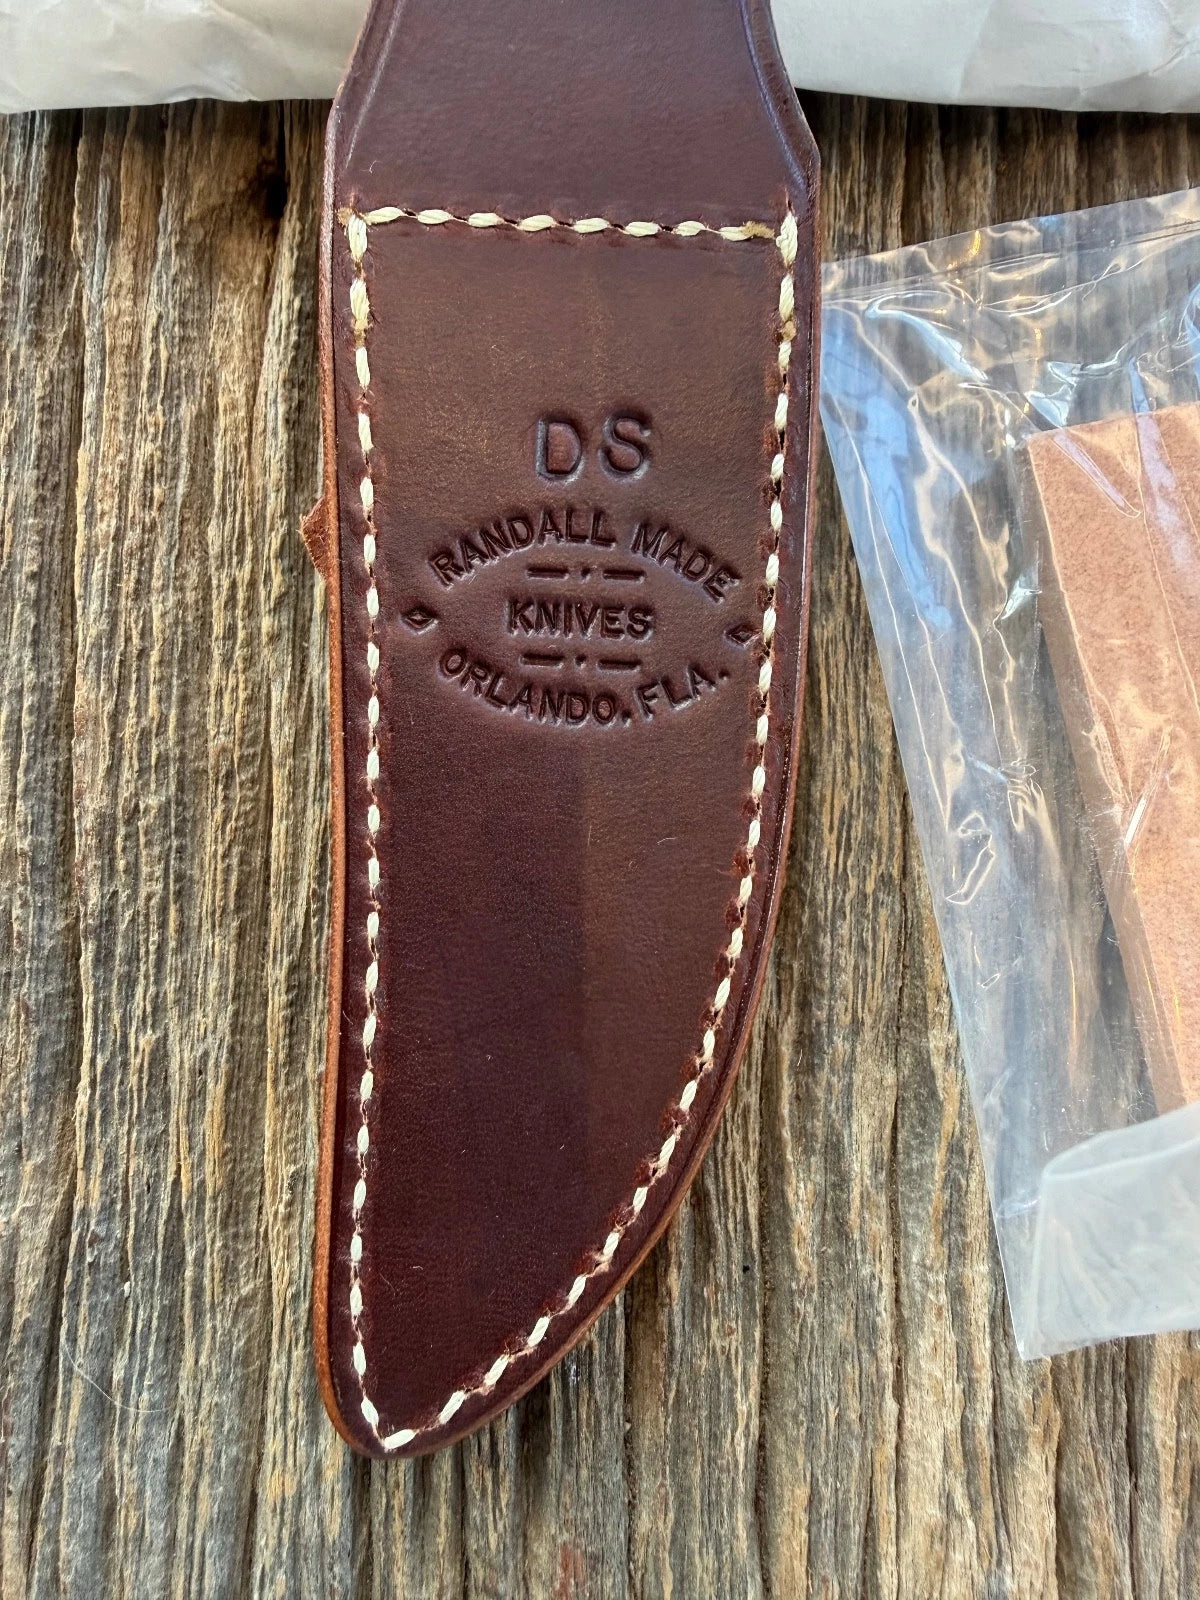 DS
RANDALL MADE
KNIVES
ORLANDO, FLA.